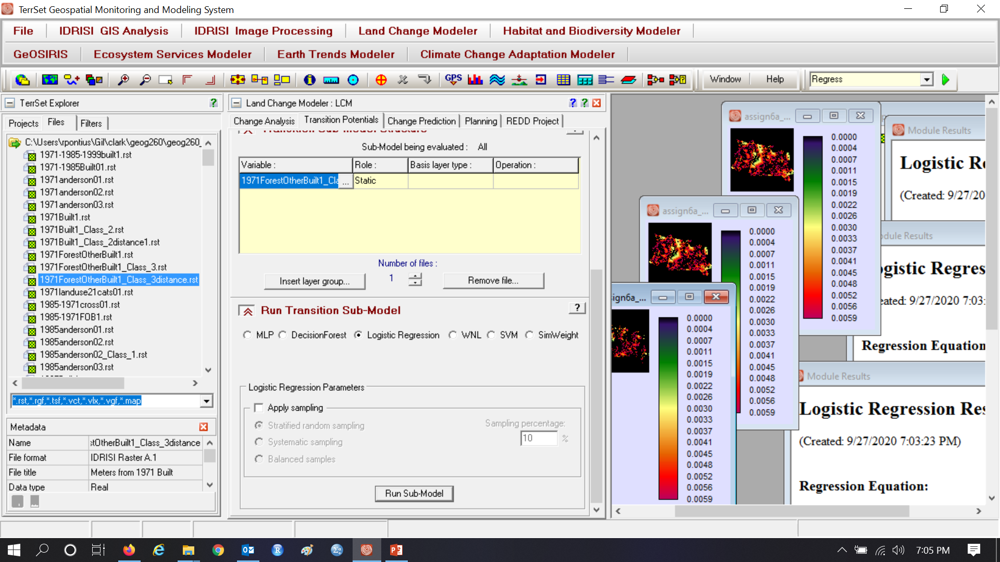 TerrSet Geospatial Monitoring and Modeling System
File IDRISI GIS Analysis IDRISI Image Processing Land Change Modeler Habitat and Biodiversity Modeler
GeOSIRIS Ecosystem Services Modeler Earth Trends Modeler Climate Change Adaptation Modeler
GPS Window Help Regress
TerrSet Explorer ?
Projects Files Filters
C:\Users\rpontius\Gil\clark\geog260\geog260_
1971-1985-1999built1.rst
1971-1985Built01.rst
1971anderson01.rst
1971anderson02.rst
1971anderson03.rst
1971Built1.rst
1971Built1_Class_2.rst
1971Built1_Class_2distance1.rst
1971ForestOtherBuilt1.rst
1971ForestOtherBuilt1_Class_3.rst
1971ForestOtherBuilt1_Class_3distance.rst
1971landuse21cats01.rst
1985-1971cross01.rst
1985-1971FOB1.rst
1985anderson01.rst
1985anderson02.rst
1985anderson02_Class_1.rst
1985anderson03.rst
*.rst,*.rgf,*.tsf,*.vct,*.vlx,*.vgf,*.map
Metadata
Name stOtherBuilt1_Class_3distance
File format IDRISI Raster A.1
File title Meters from 1971 Built
Data type Real
Land Change Modeler : LCM ? ?
Change Analysis Transition Potentials Change Prediction Planning REDD Project
Transition Sub-Model Structure
Sub-Model being evaluated : All
Variable : Role : Basis layer type : Operation :
1971ForestOtherBuilt1_Cla ... Static
Number of files :
Insert layer group... 1 Remove file...
Run Transition Sub-Model ?
MLP DecisionForest Logistic Regression WNL SVM SimWeight
Logistic Regression Parameters
Apply sampling
Stratified random sampling
Systematic sampling
Balanced samples
Sampling percentage:
10 %
Run Sub-Model
assign6a_...
0.0000
0.0004
0.0007
0.0011
0.0015
0.0019
0.0022
0.0026
0.0030
0.0033
0.0037
0.0041
0.0045
0.0048
0.0052
0.0056
0.0059
assign6a_...
0.0000
0.0004
0.0007
0.0011
0.0015
0.0019
0.0022
0.0026
0.0030
0.0033
0.0037
0.0041
0.0045
0.0048
0.0052
0.0056
0.0059
sign6a_...
0.0000
0.0004
0.0007
0.0011
0.0015
0.0019
0.0022
0.0026
0.0030
0.0033
0.0037
0.0041
0.0045
0.0048
0.0052
0.0056
0.0059
Module Results
Logistic Re
(Created: 9/27/20
odule Results
ogistic Regres
eated: 9/27/2020 7:03:
Regression Equation
Module Results
Logistic Regression Res
(Created: 9/27/2020 7:03:23 PM)
Regression Equation:
7:05 PM